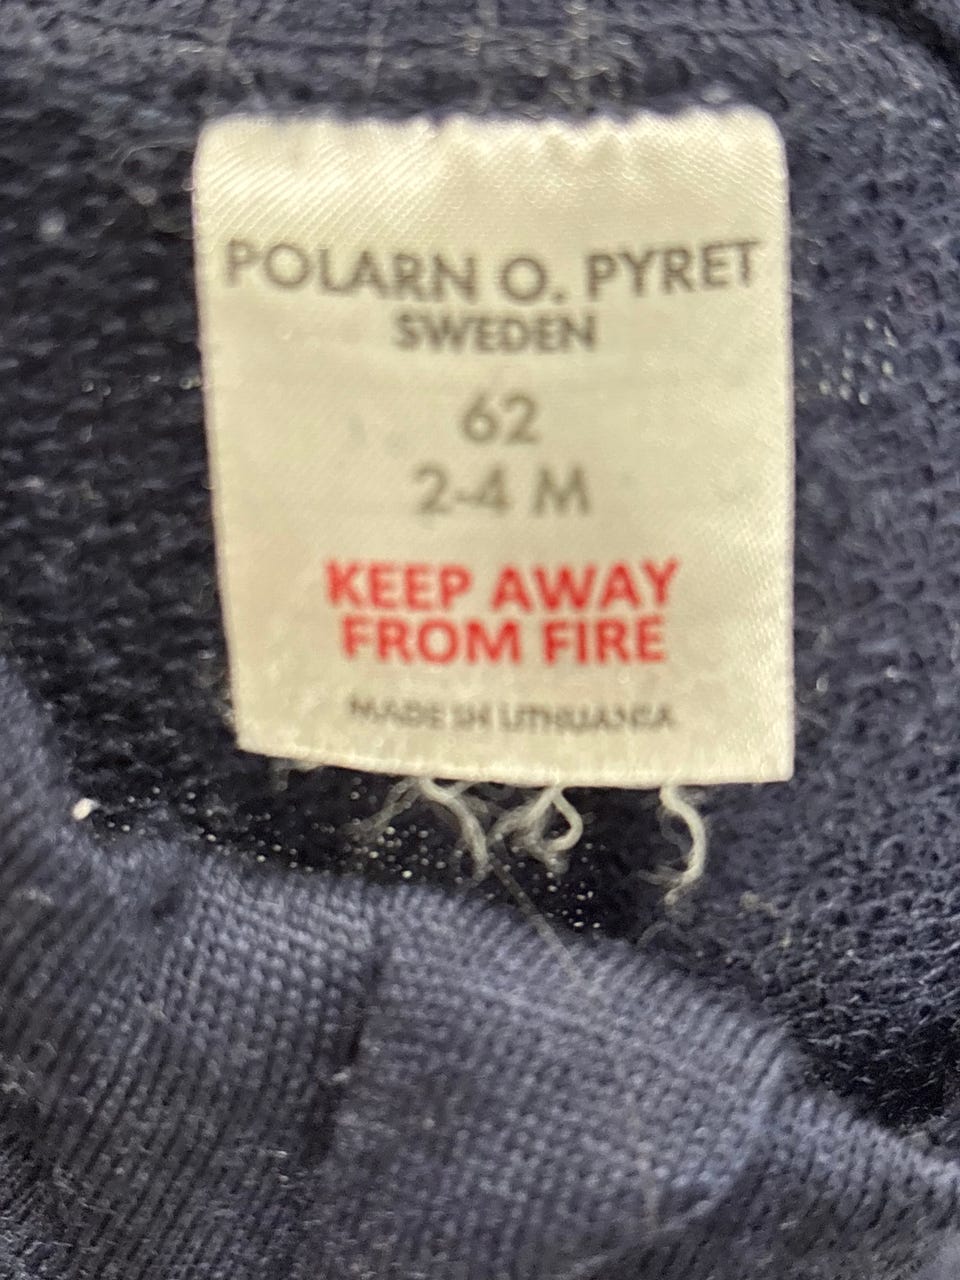 POLARN O. PYRET
SWEDEN
62
2-4 M
KEEP AWAY
FROM FIRE
MADE IN LITHUANIA